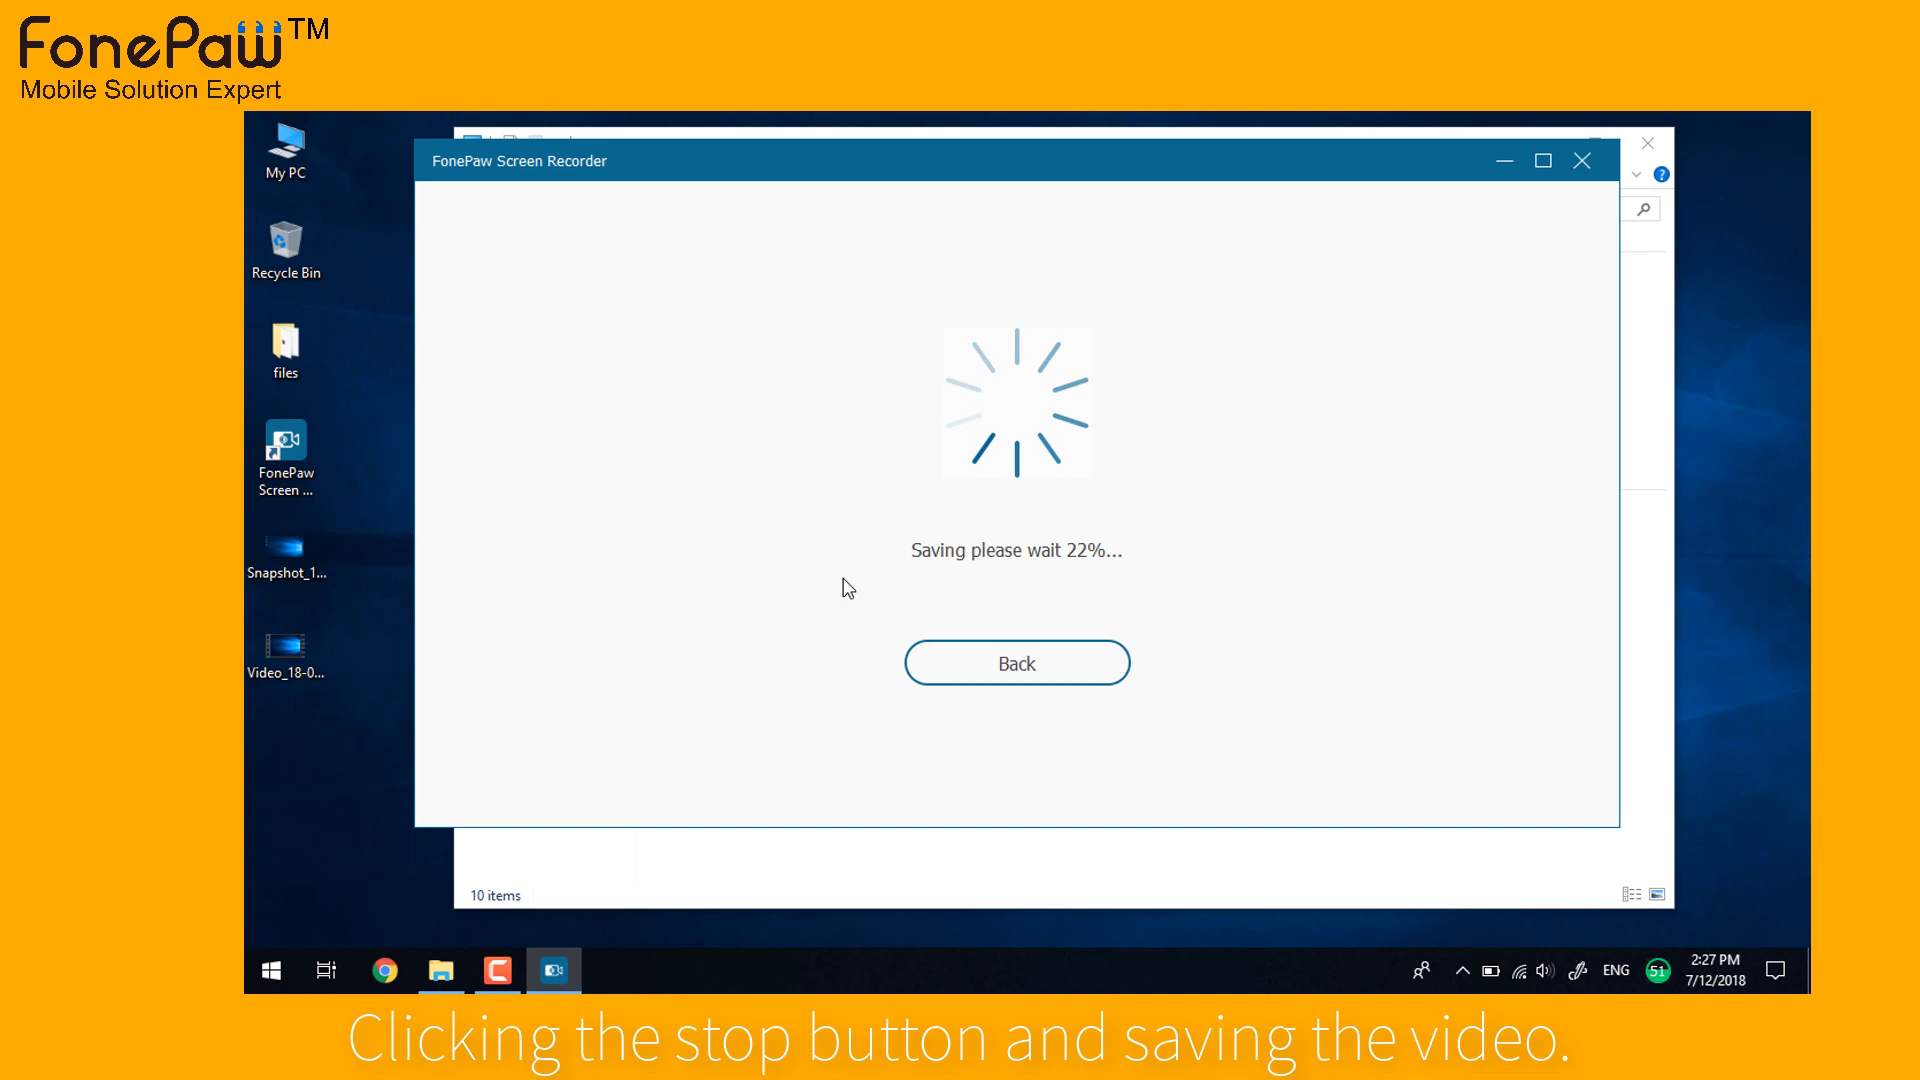 FonePaw™
Mobile Solution Expert
My PC
Recycle Bin
files
FonePaw
Screen ...
Snapshot_1...
Video_18-0...
FonePaw Screen Recorder
?
Saving please wait 22%...
Back
10 items
ENG
51
2:27 PM
7/12/2018
Clicking the stop button and saving the video.